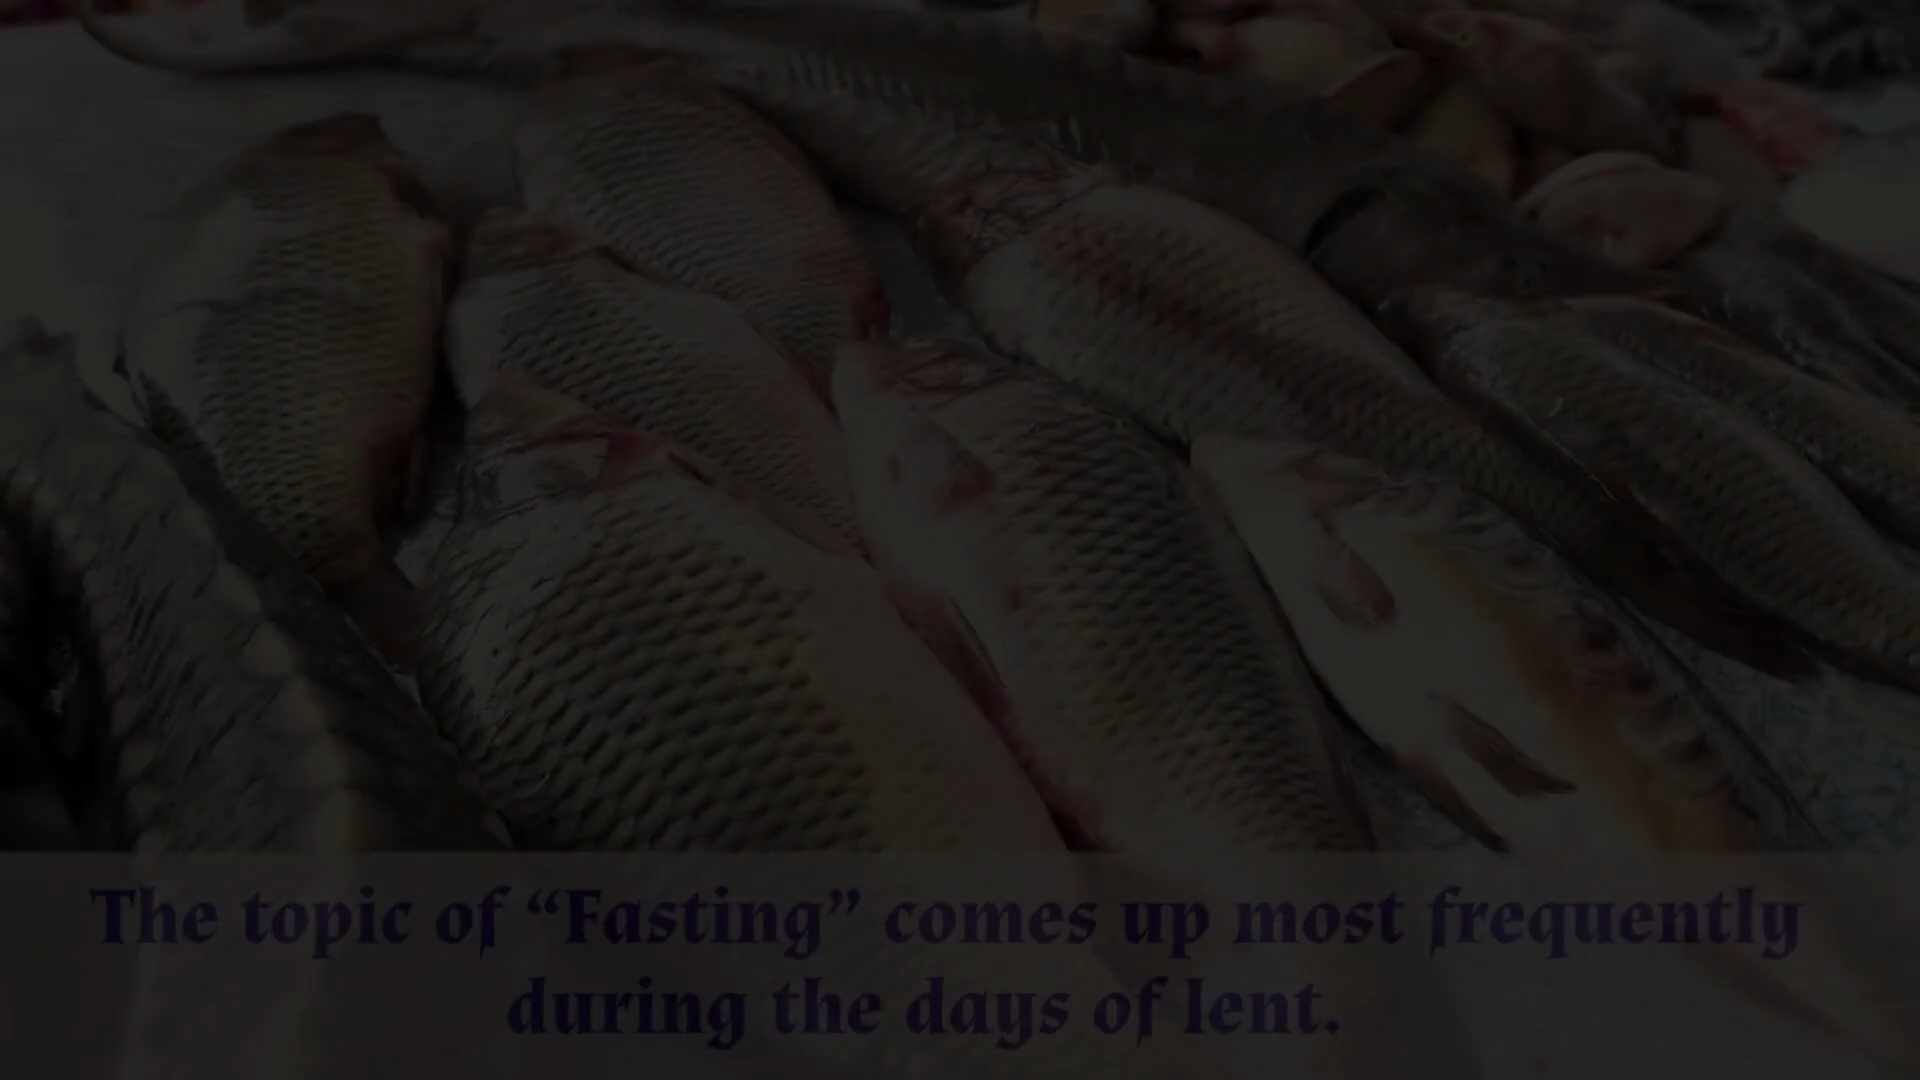 The topic of “Fasting” comes up most frequently
during the days of lent.